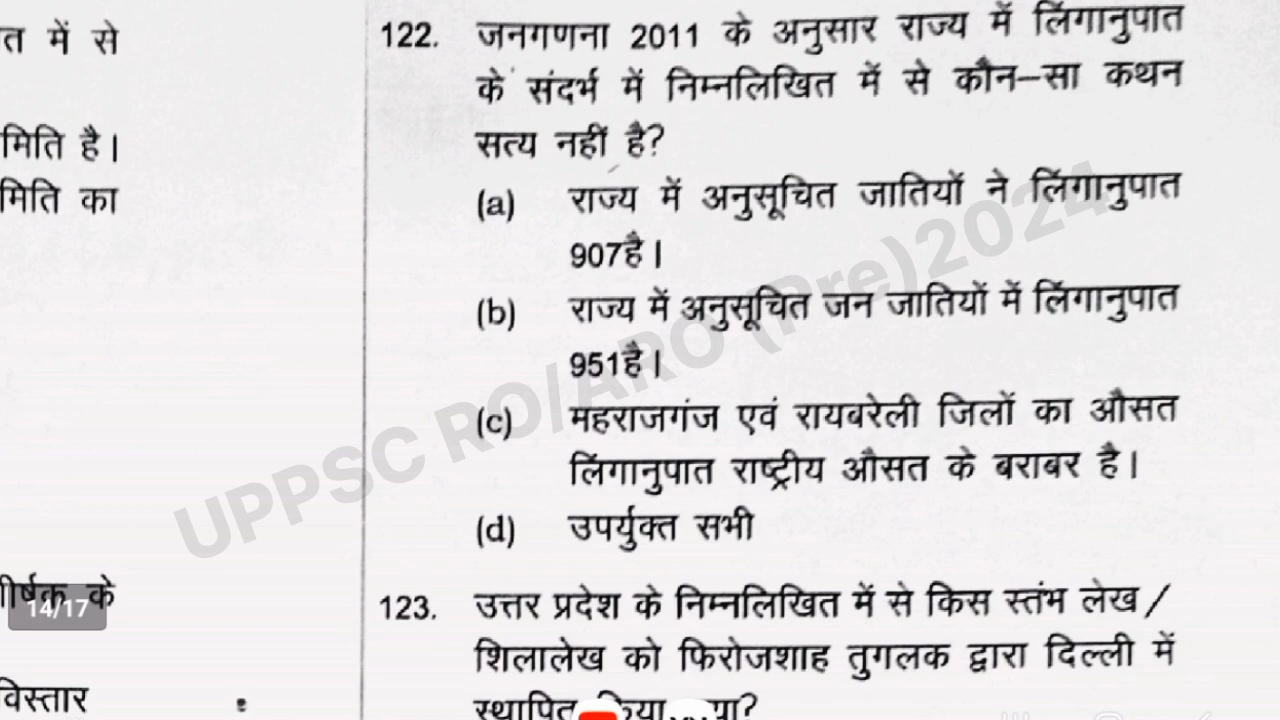 त में से
मिति है।
मिति का
के
14/17
विस्तार
122. जनगणना 2011 के अनुसार राज्य में लिंगानुपात
के संदर्भ में निम्नलिखित में से कौन–सा कथन
सत्य नहीं है?
(a) राज्य में अनुसूचित जातियों ने लिंगानुपात
907है।
(b) राज्य में अनुसूचित जन जातियों में लिंगानुपात
951है।
(c) महराजगंज एवं रायबरेली जिलों का औसत
लिंगानुपात राष्ट्रीय औसत के बराबर है।
(d) उपर्युक्त सभी
123. उत्तर प्रदेश के निम्नलिखित में से किस स्तंभ लेख /
शिलालेख को फिरोजशाह तुगलक द्वारा दिल्ली में
स्थापित
UPPSC RO/ARO (Pre)2024